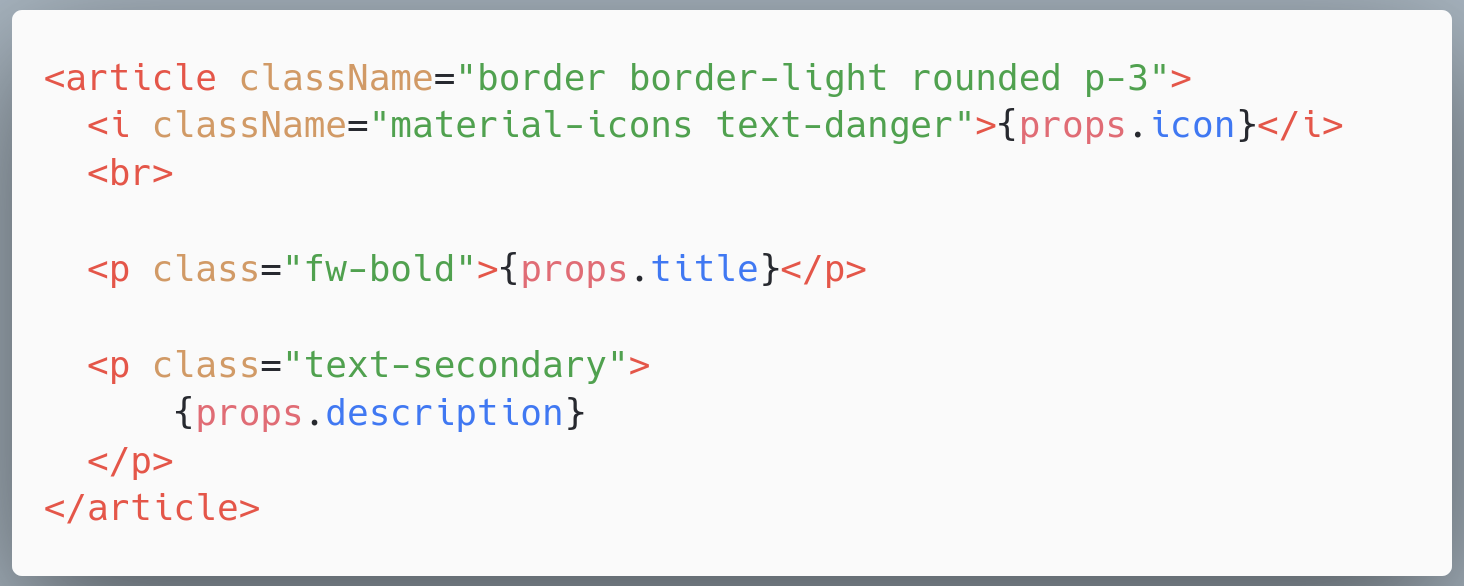 <article className="border border-light rounded p-3">
<i className="material-icons text-danger">{props.icon}</i>
<br>
<p class="fw-bold">{props.title}</p>
<p class="text-secondary">
{props.description}
</p>
</article>